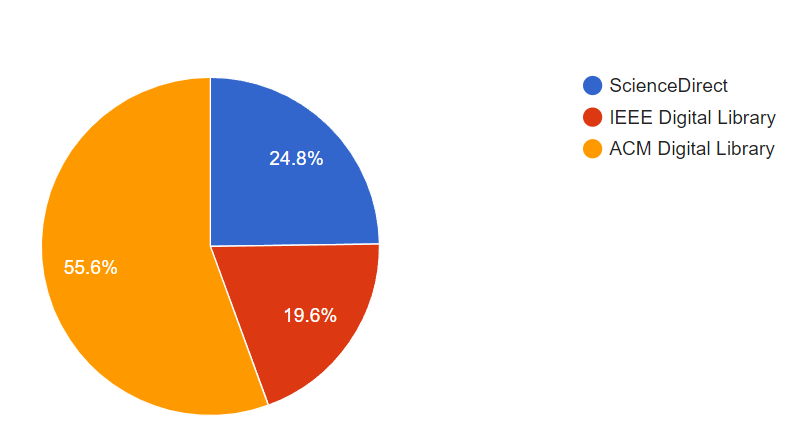 ScienceDirect
IEEE Digital Library
ACM Digital Library
24.8%
55.6%
19.6%